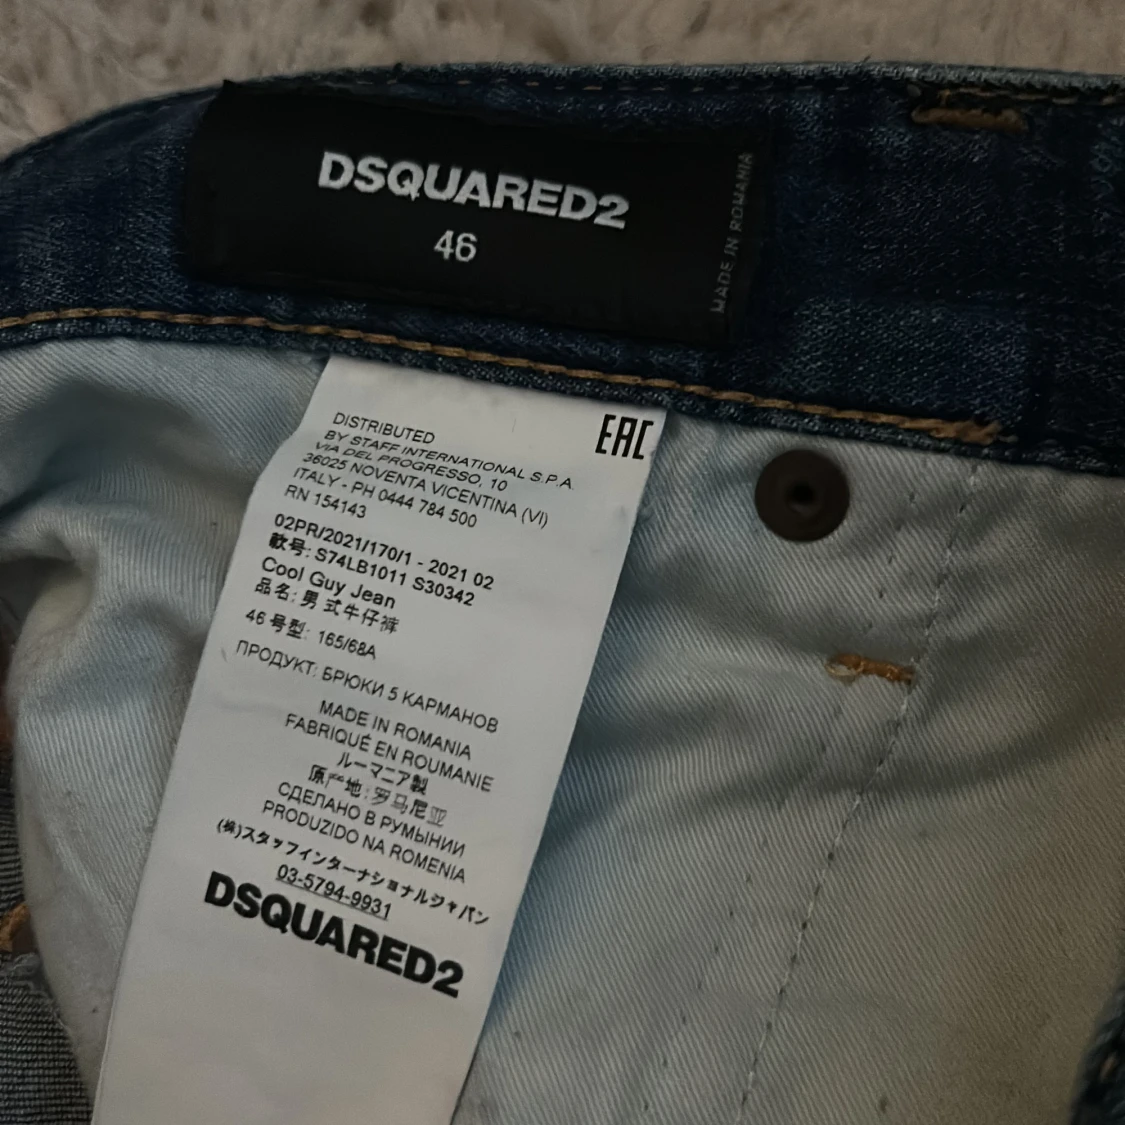 DSQUARED2
46
MADE IN ROMANIA
EAC
DISTRIBUTED
BY STAFF INTERNATIONAL S.P.A.
VIA DEL PROGRESSO, 10
36025 NOVENTA VICENTINA (VI)
ITALY - PH 0444 784 500
RN 154143
02PR/2021/170/1 - 2021 02
款号: S74LB1011 S30342
Cool Guy Jean
品名: 男式牛仔裤
46 号型: 165/68A
ПРОДУКТ: БРЮКИ 5 КАРМАНОВ
MADE IN ROMANIA
FABRIQUÉ EN ROUMANIE
ルーマニア製
原产地: 罗马尼亚
СДЕЛАНО В РУМЫНИИ
PRODUZIDO NA ROMENIA
(株)スタッフインターナショナルジャパン
03-5794-9931
DSQUARED2